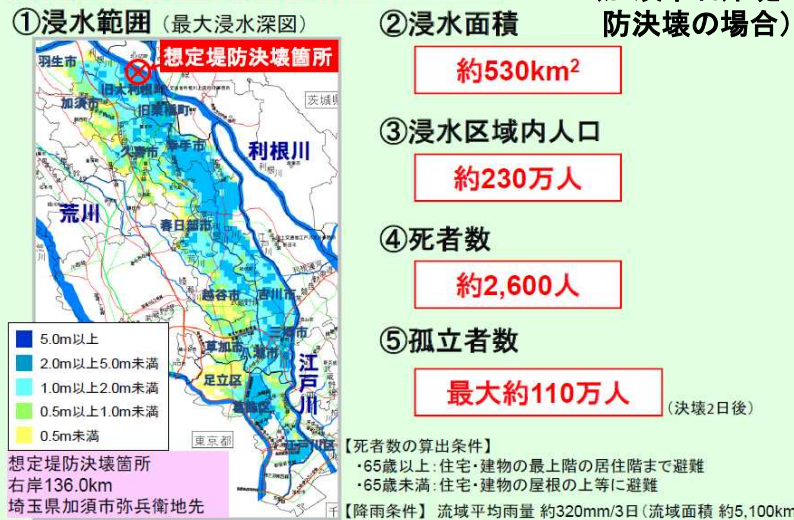 防決壊の場合）
①浸水範囲（最大浸水深図）
想定堤防決壊箇所
羽生市
旧大利根町
加須市
旧栗橋町
茨城県
久喜市
幸手市
利根川
荒川
春日部市
越谷市
吉川市
三郷市
草加市
八潮市
足立区
葛飾区
江戸川
江戸川区
東京都
5.0m以上
2.0m以上5.0m未満
1.0m以上2.0m未満
0.5m以上1.0m未満
0.5m未満
想定堤防決壊箇所
右岸136.0km
埼玉県加須市弥兵衛地先
②浸水面積
約530km²
③浸水区域内人口
約230万人
④死者数
約2,600人
⑤孤立者数
最大約110万人
（決壊2日後）
【死者数の算出条件】
・65歳以上：住宅・建物の最上階の居住階まで避難
・65歳未満：住宅・建物の屋根の上等に避難
【降雨条件】 流域平均雨量 約320mm/3日（流域面積 約5,100km